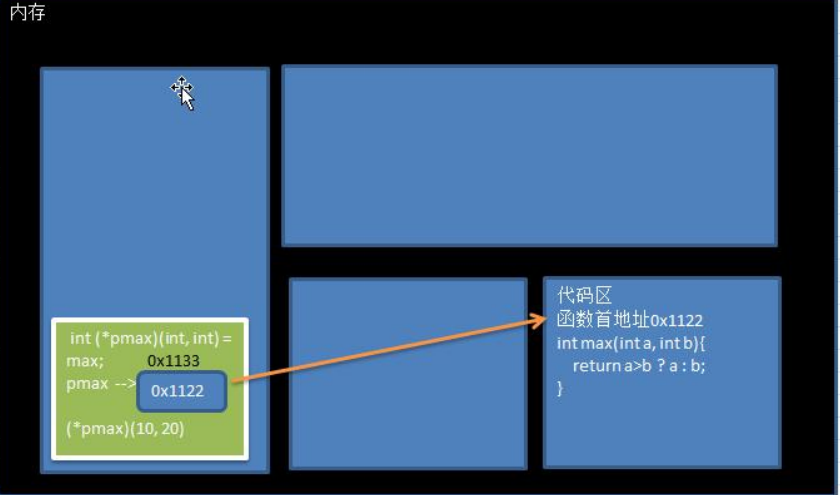 内存
int (*pmax)(int, int) =
max; 0x1133
pmax --> 0x1122
(*pmax)(10, 20)
代码区
函数首地址0x1122
int max(int a, int b){
return a>b ? a : b;
}